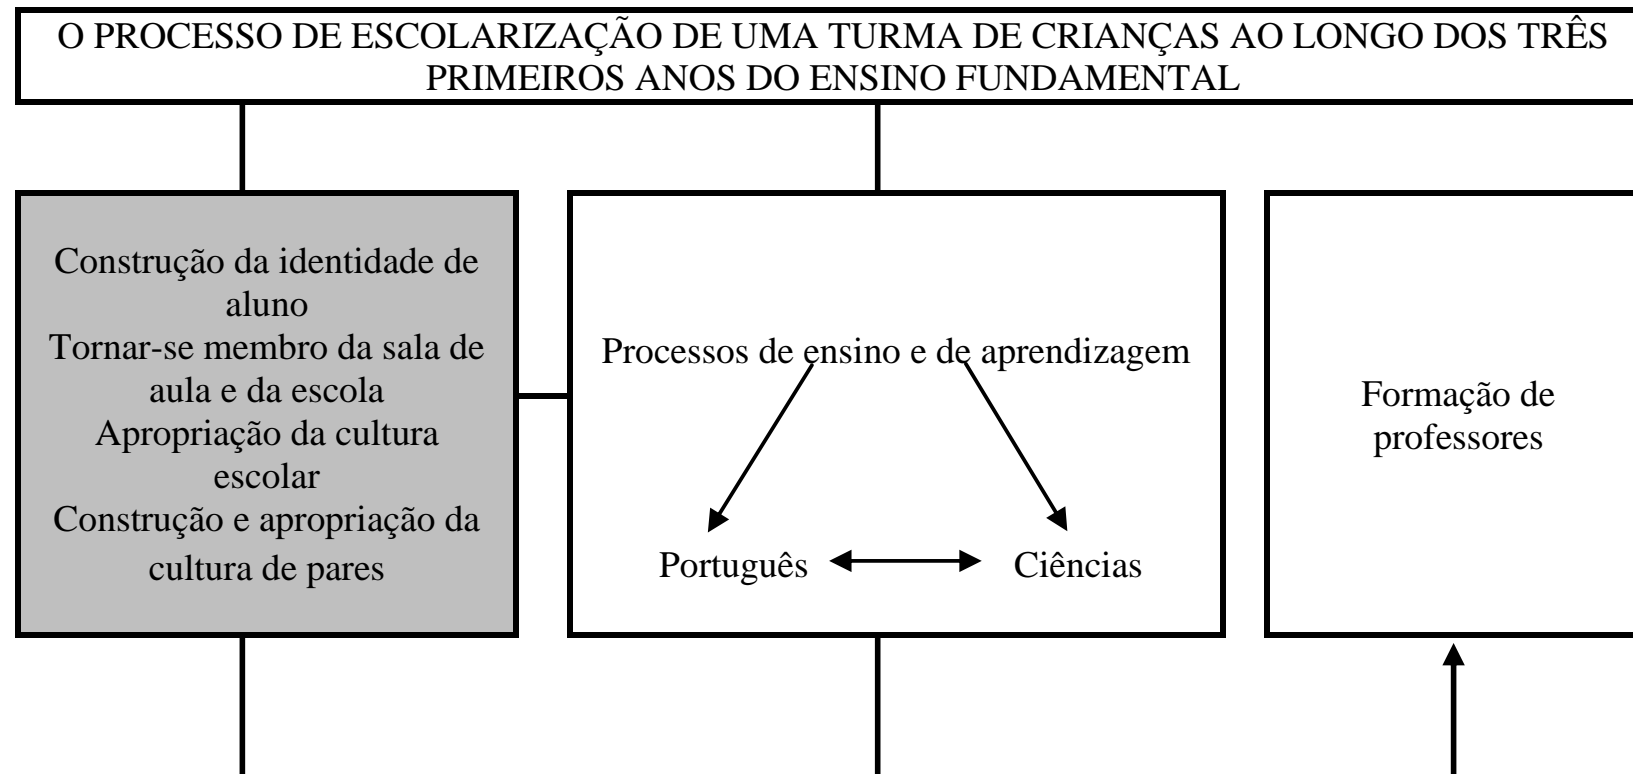 O PROCESSO DE ESCOLARIZAÇÃO DE UMA TURMA DE CRIANÇAS AO LONGO DOS TRÊS
PRIMEIROS ANOS DO ENSINO FUNDAMENTAL
Construção da identidade de
aluno
Tornar-se membro da sala de
aula e da escola
Apropriação da cultura
escolar
Construção e apropriação da
cultura de pares
Processos de ensino e de aprendizagem
Português
Ciências
Formação de
professores